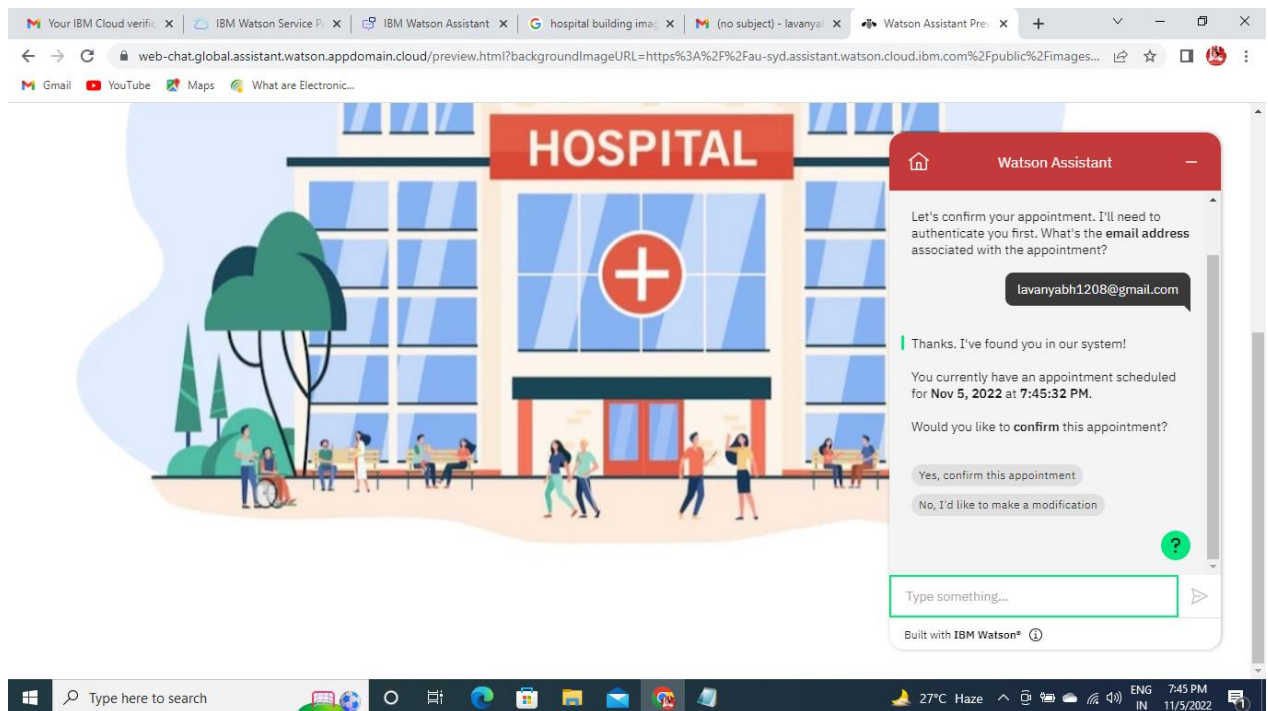 Your IBM Cloud verific
IBM Watson Service P
IBM Watson Assistant
hospital building imag
(no subject) - lavanya
Watson Assistant Prev
web-chat.global.assistant.watson.appdomain.cloud/preview.html?backgroundImageURL=https%3A%2F%2Fau-syd.assistant.watson.cloud.ibm.com%2Fpublic%2Fimages...
Gmail YouTube Maps What are Electronic...
HOSPITAL
Watson Assistant
Let's confirm your appointment. I'll need to
authenticate you first. What's the email address
associated with the appointment?
lavanyabh1208@gmail.com
Thanks. I've found you in our system!
You currently have an appointment scheduled
for Nov 5, 2022 at 7:45:32 PM.
Would you like to confirm this appointment?
Yes, confirm this appointment
No, I'd like to make a modification
?
Type something...
Built with IBM Watson®
Type here to search
27°C Haze
ENG
IN
7:45 PM
11/5/2022